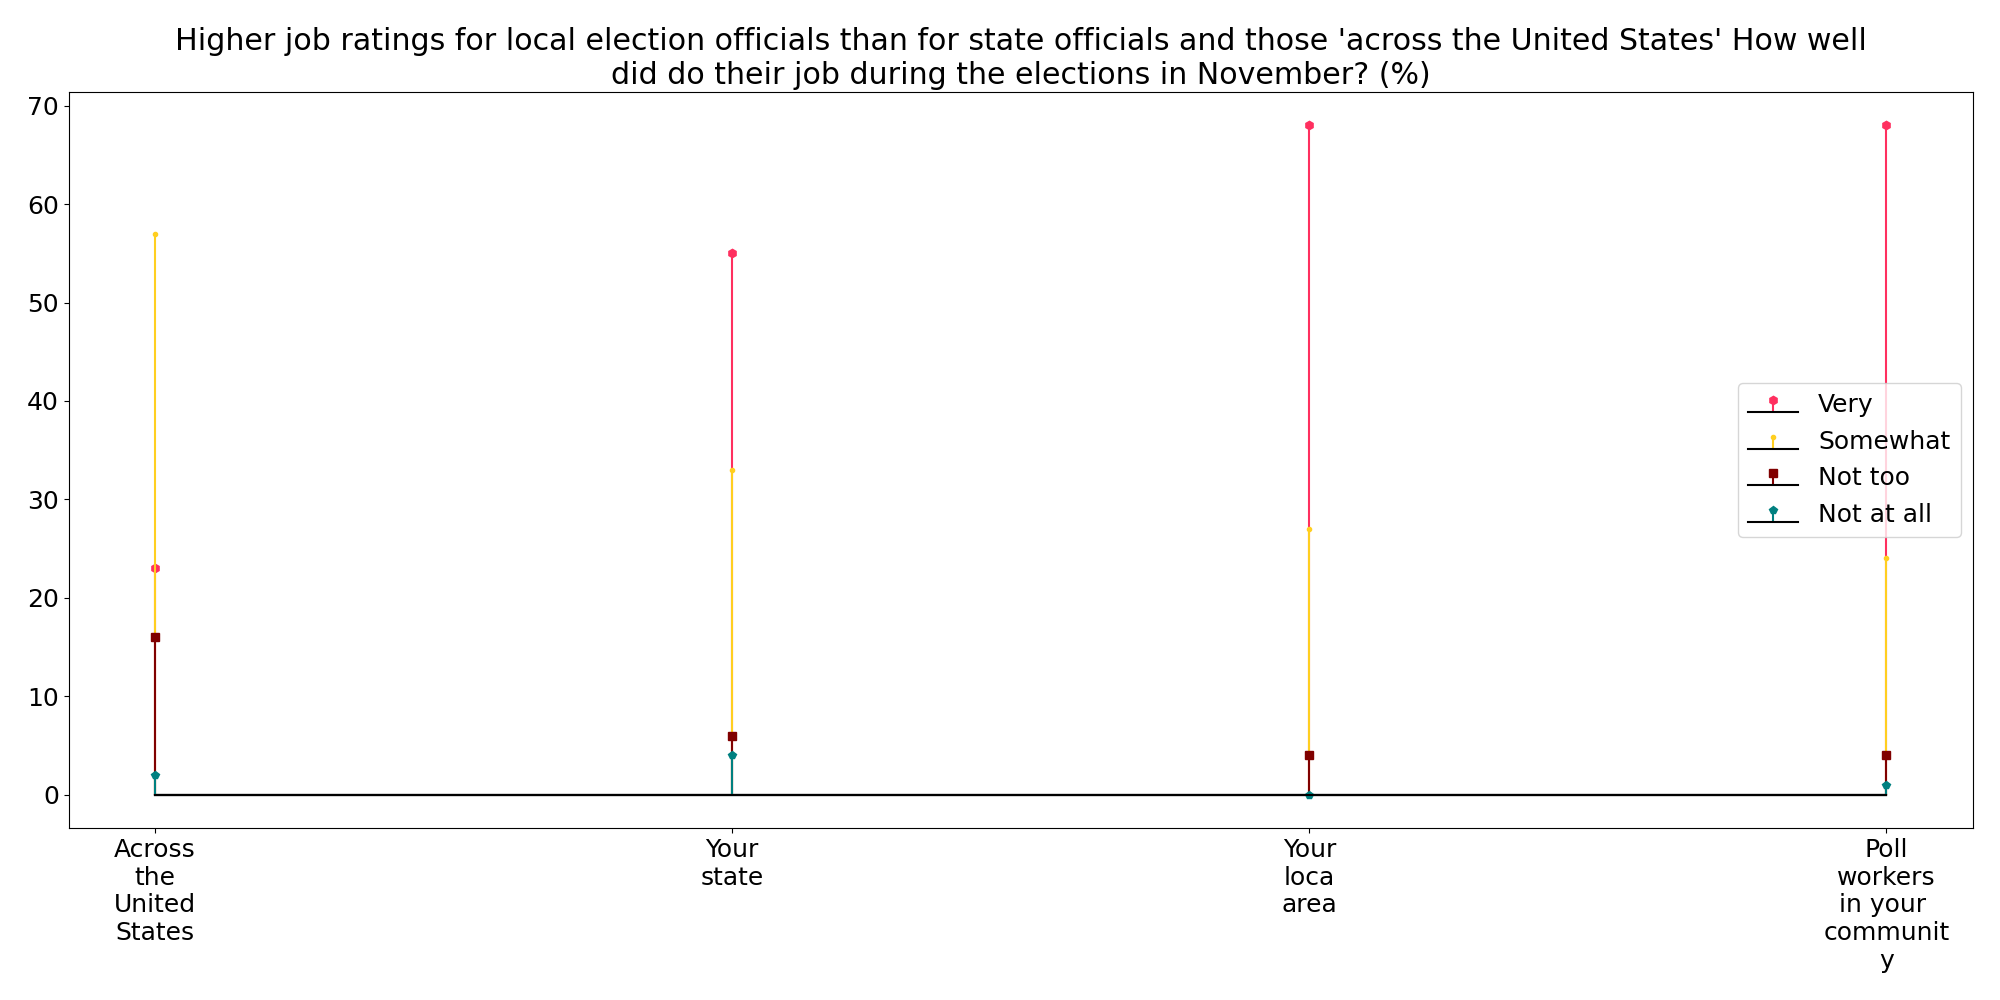 Higher job ratings for local election officials than for state officials and those 'across the United States' How well
did do their job during the elections in November? (%)
70
60
50
40
30
20
10
0
Very
Somewhat
Not too
Not at all
Across
the
United
States
Your
state
Your
loca
area
Poll
workers
in your
communit
y